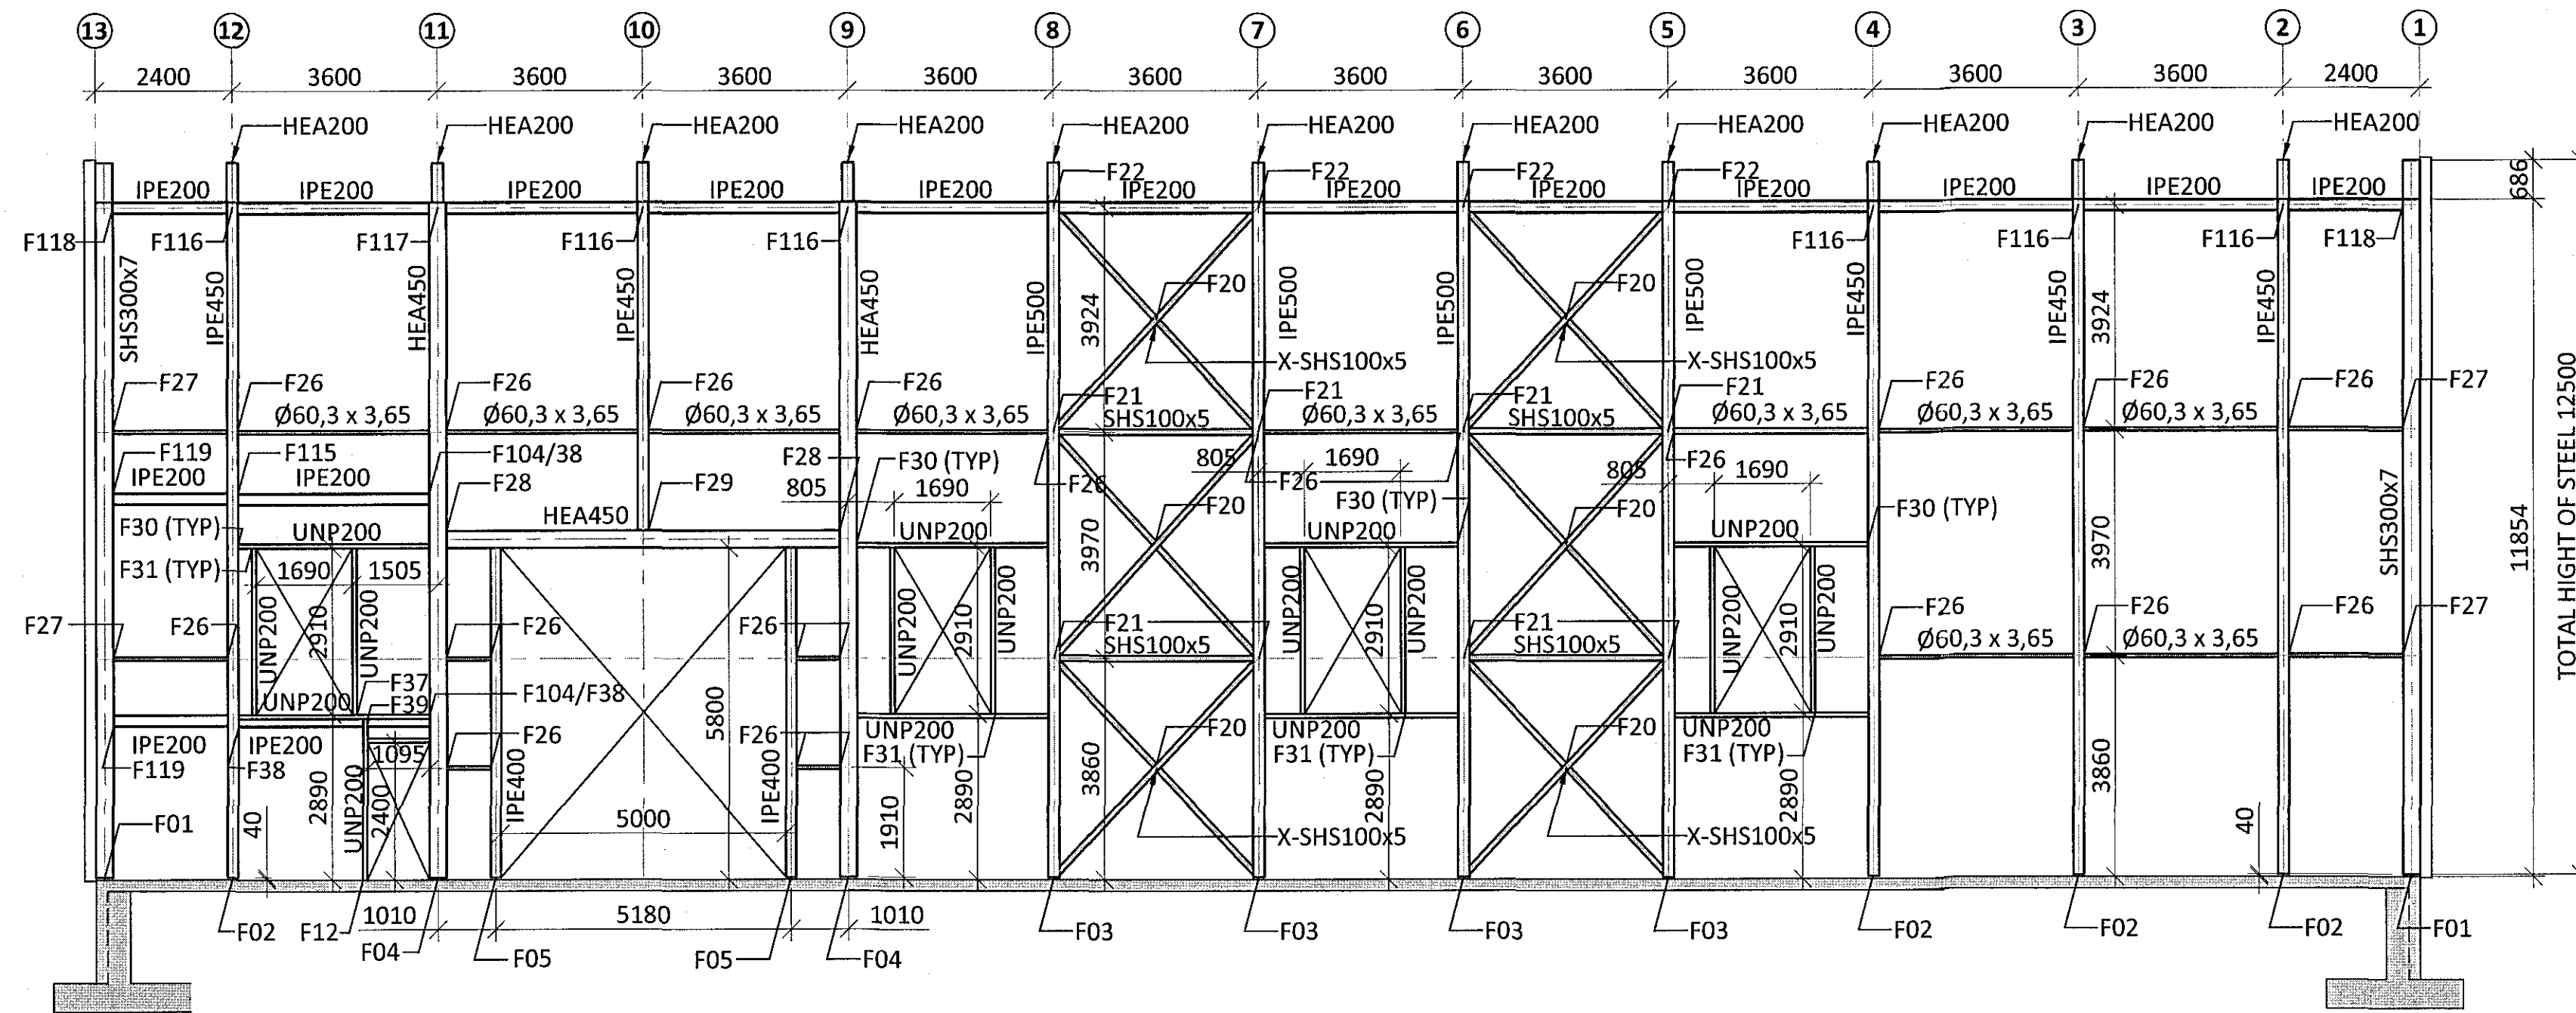 13 12 11 10 9 8 7 6 5 4 3 2 1
2400 3600 3600 3600 3600 3600 3600 3600 3600 3600 3600 2400
HEA200 HEA200 HEA200 HEA200 HEA200 HEA200 HEA200 HEA200 HEA200 HEA200 HEA200
F22 F22 F22 F22
IPE200 IPE200 IPE200 IPE200 IPE200 IPE200 IPE200 IPE200 IPE200 IPE200 IPE200 IPE200
686
F118 F116 F117 F116 F116 F116 F116 F116 F118
SHS300x7 IPE450 HEA450 IPE450 HEA450 IPE500 3924 IPE500 IPE500 IPE500 IPE450 IPE450 3924 IPE450
F20 F20
X-SHS100x5 X-SHS100x5
F27 F26 F26 F26 F26 F21 F21 F21 F21 F26 F26 F26 F27
Ø60,3 x 3,65 Ø60,3 x 3,65 Ø60,3 x 3,65 Ø60,3 x 3,65 SHS100x5 Ø60,3 x 3,65 SHS100x5 Ø60,3 x 3,65 Ø60,3 x 3,65 Ø60,3 x 3,65
TOTAL HIGHT OF STEEL 12500
11854
F119 F115 F104/38 F28 F30 (TYP) 805 1690 F26 805 1690
IPE200 IPE200 F28 F29 805 1690 F26 F26 F30 (TYP)
F30 (TYP) UNP200 HEA450 UNP200 F20 UNP200 F20 UNP200 F30 (TYP)
SHS300x7
F31 (TYP) 1690 1505 3970 3970
UNP200 2910 UNP200 UNP200 2910 UNP200 UNP200 2910 UNP200 UNP200 2910 UNP200
F27 F26 F26 F26 F21 F21 F26 F26 F26 F27
SHS100x5 SHS100x5 Ø60,3 x 3,65 Ø60,3 x 3,65
F37
UNP200 F39 F104/F38
IPE200 IPE200 1095 F26 5800 F26 UNP200 F20 UNP200 F20 UNP200
F119 F38 F31 (TYP) F31 (TYP) F31 (TYP)
40 2890 UNP200 2400 IPE400 IPE400 1910 2890 3860 2890 2890 3860 40
F01 5000 X-SHS100x5 X-SHS100x5
1010 5180 1010
F02 F12 F04 F05 F05 F04 F03 F03 F03 F03 F02 F02 F02 F01